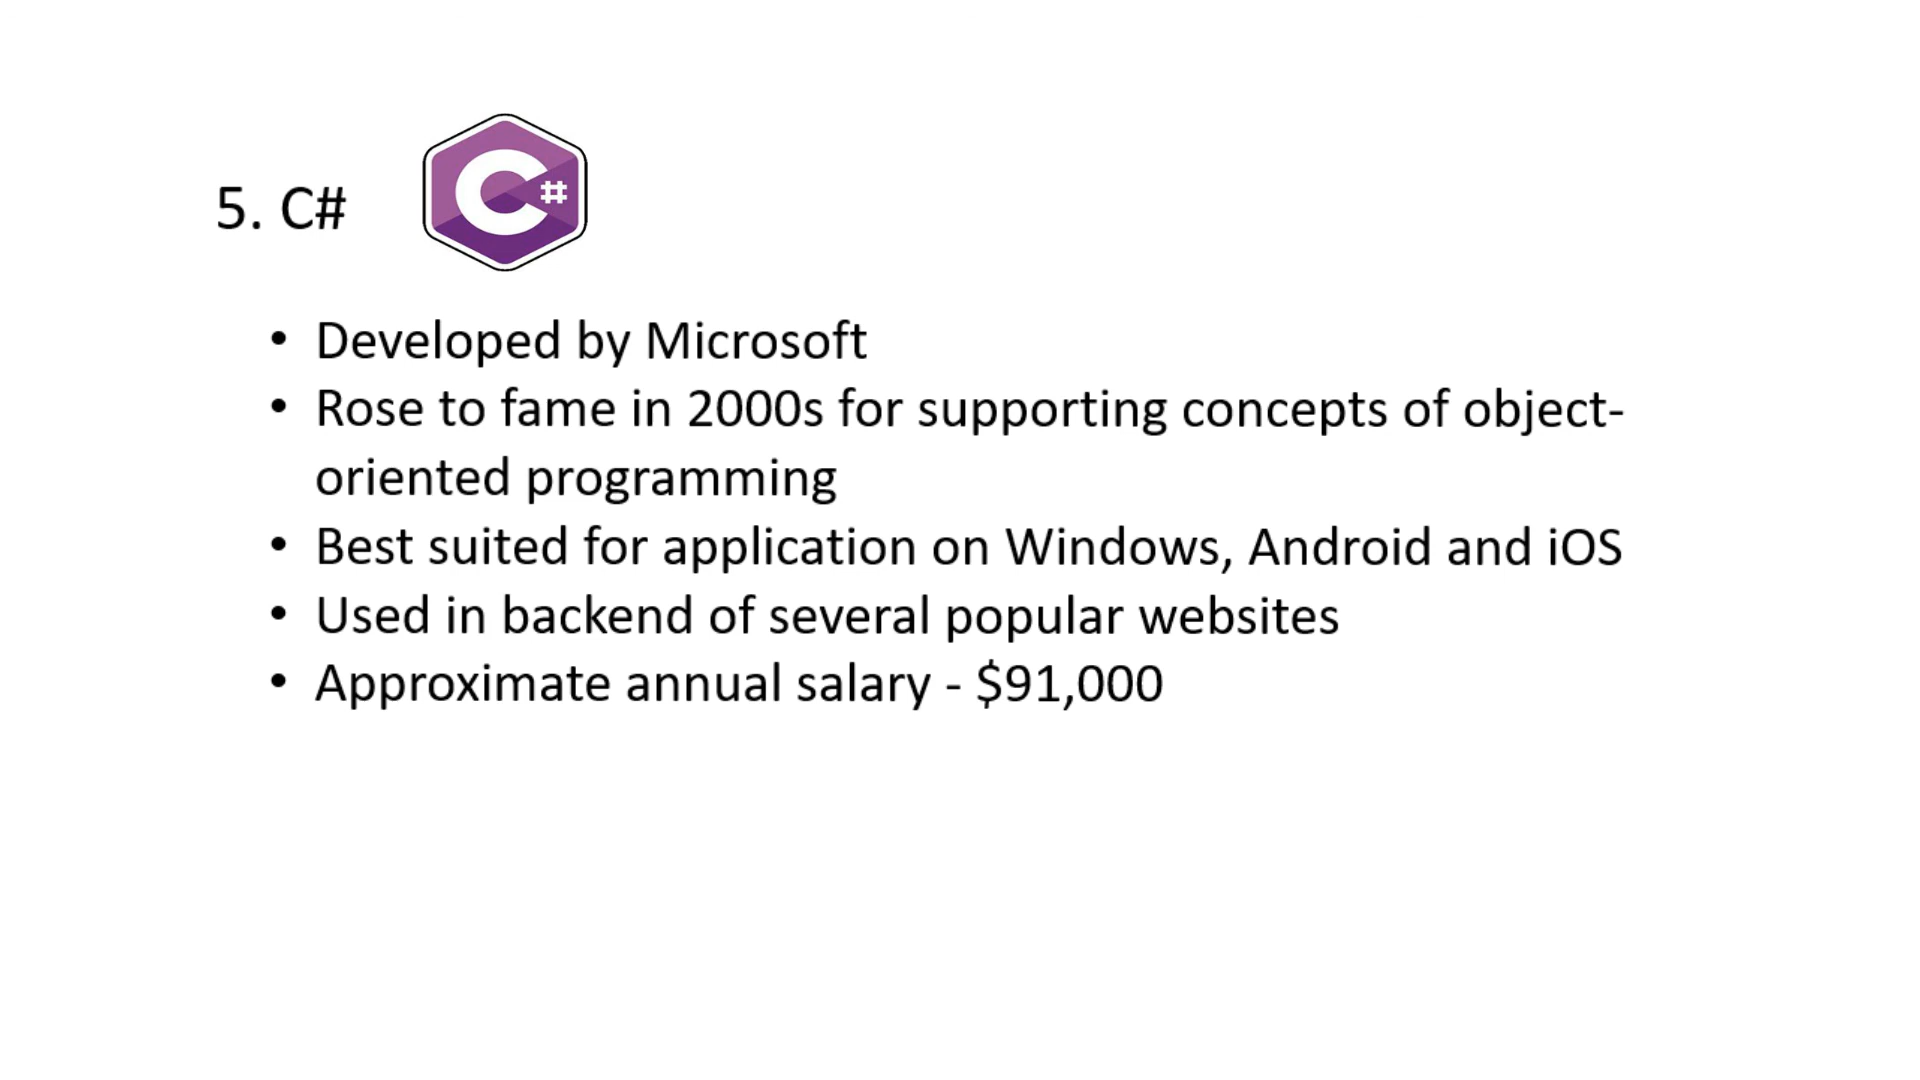 5. C#
C#
• Developed by Microsoft
• Rose to fame in 2000s for supporting concepts of object-
oriented programming
• Best suited for application on Windows, Android and iOS
• Used in backend of several popular websites
• Approximate annual salary - $91,000